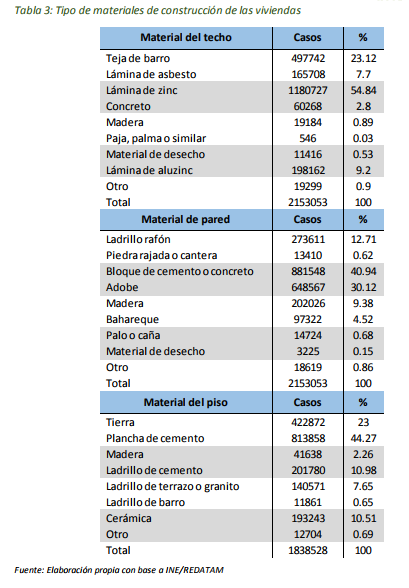 Tabla 3: Tipo de materiales de construcción de las viviendas
Material del techo Casos %
Teja de barro 497742 23.12
Lámina de asbesto 165708 7.7
Lámina de zinc 1180727 54.84
Concreto 60268 2.8
Madera 19184 0.89
Paja, palma o similar 546 0.03
Material de desecho 11416 0.53
Lámina de aluzinc 198162 9.2
Otro 19299 0.9
Total 2153053 100
Material de pared Casos %
Ladrillo rafón 273611 12.71
Piedra rajada o cantera 13410 0.62
Bloque de cemento o concreto 881548 40.94
Adobe 648567 30.12
Madera 202026 9.38
Bahareque 97322 4.52
Palo o caña 14724 0.68
Material de desecho 3225 0.15
Otro 18619 0.86
Total 2153053 100
Material del piso Casos %
Tierra 422872 23
Plancha de cemento 813858 44.27
Madera 41638 2.26
Ladrillo de cemento 201780 10.98
Ladrillo de terrazo o granito 140571 7.65
Ladrillo de barro 11861 0.65
Cerámica 193243 10.51
Otro 12704 0.69
Total 1838528 100
Fuente: Elaboración propia con base a INE/REDATAM